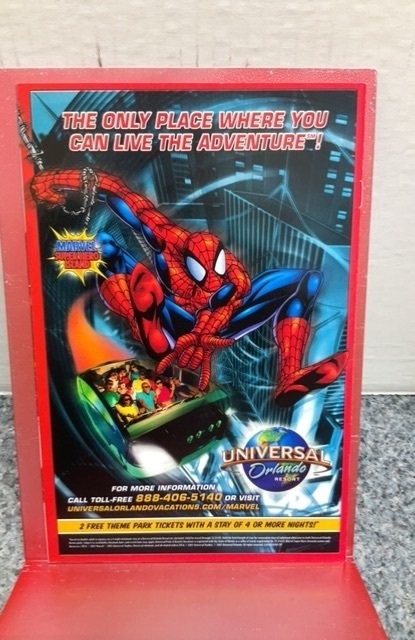 THE ONLY PLACE WHERE YOU
CAN LIVE THE ADVENTURE℠!
MARVEL
SUPER HERO
ISLAND
UNIVERSAL
Orlando
RESORT
FOR MORE INFORMATION
CALL TOLL-FREE 888-406-5140 OR VISIT
UNIVERSALORLANDOVACATIONS.COM/MARVEL
2 FREE THEME PARK TICKETS WITH A STAY OF 4 OR MORE NIGHTS!*